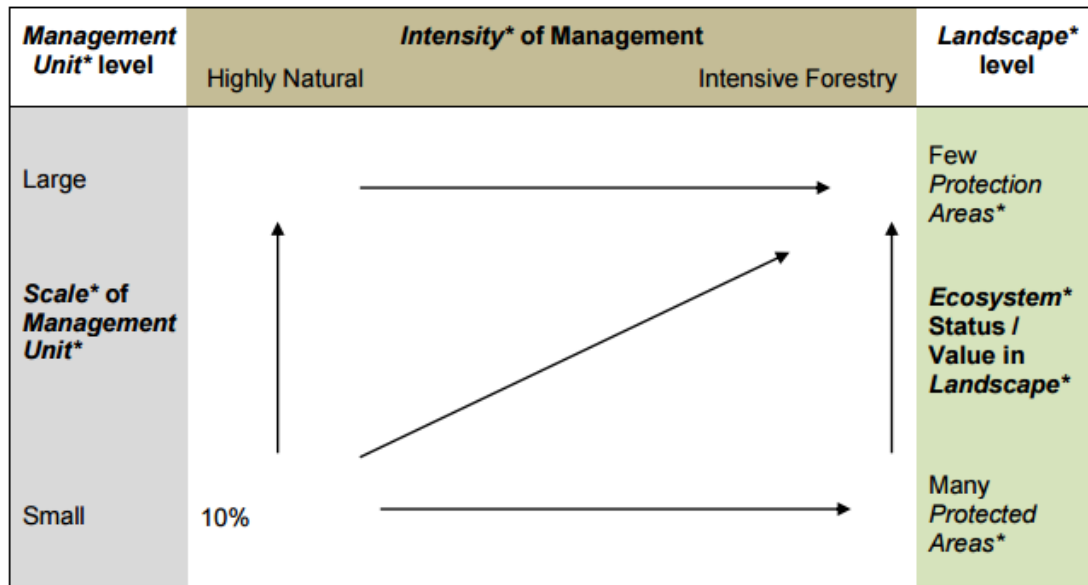 Management
Unit* level
Intensity* of Management
Highly Natural
Intensive Forestry
Landscape*
level
Large
Few
Protection
Areas*
Scale* of
Management
Unit*
Ecosystem*
Status /
Value in
Landscape*
Small
10%
Many
Protected
Areas*